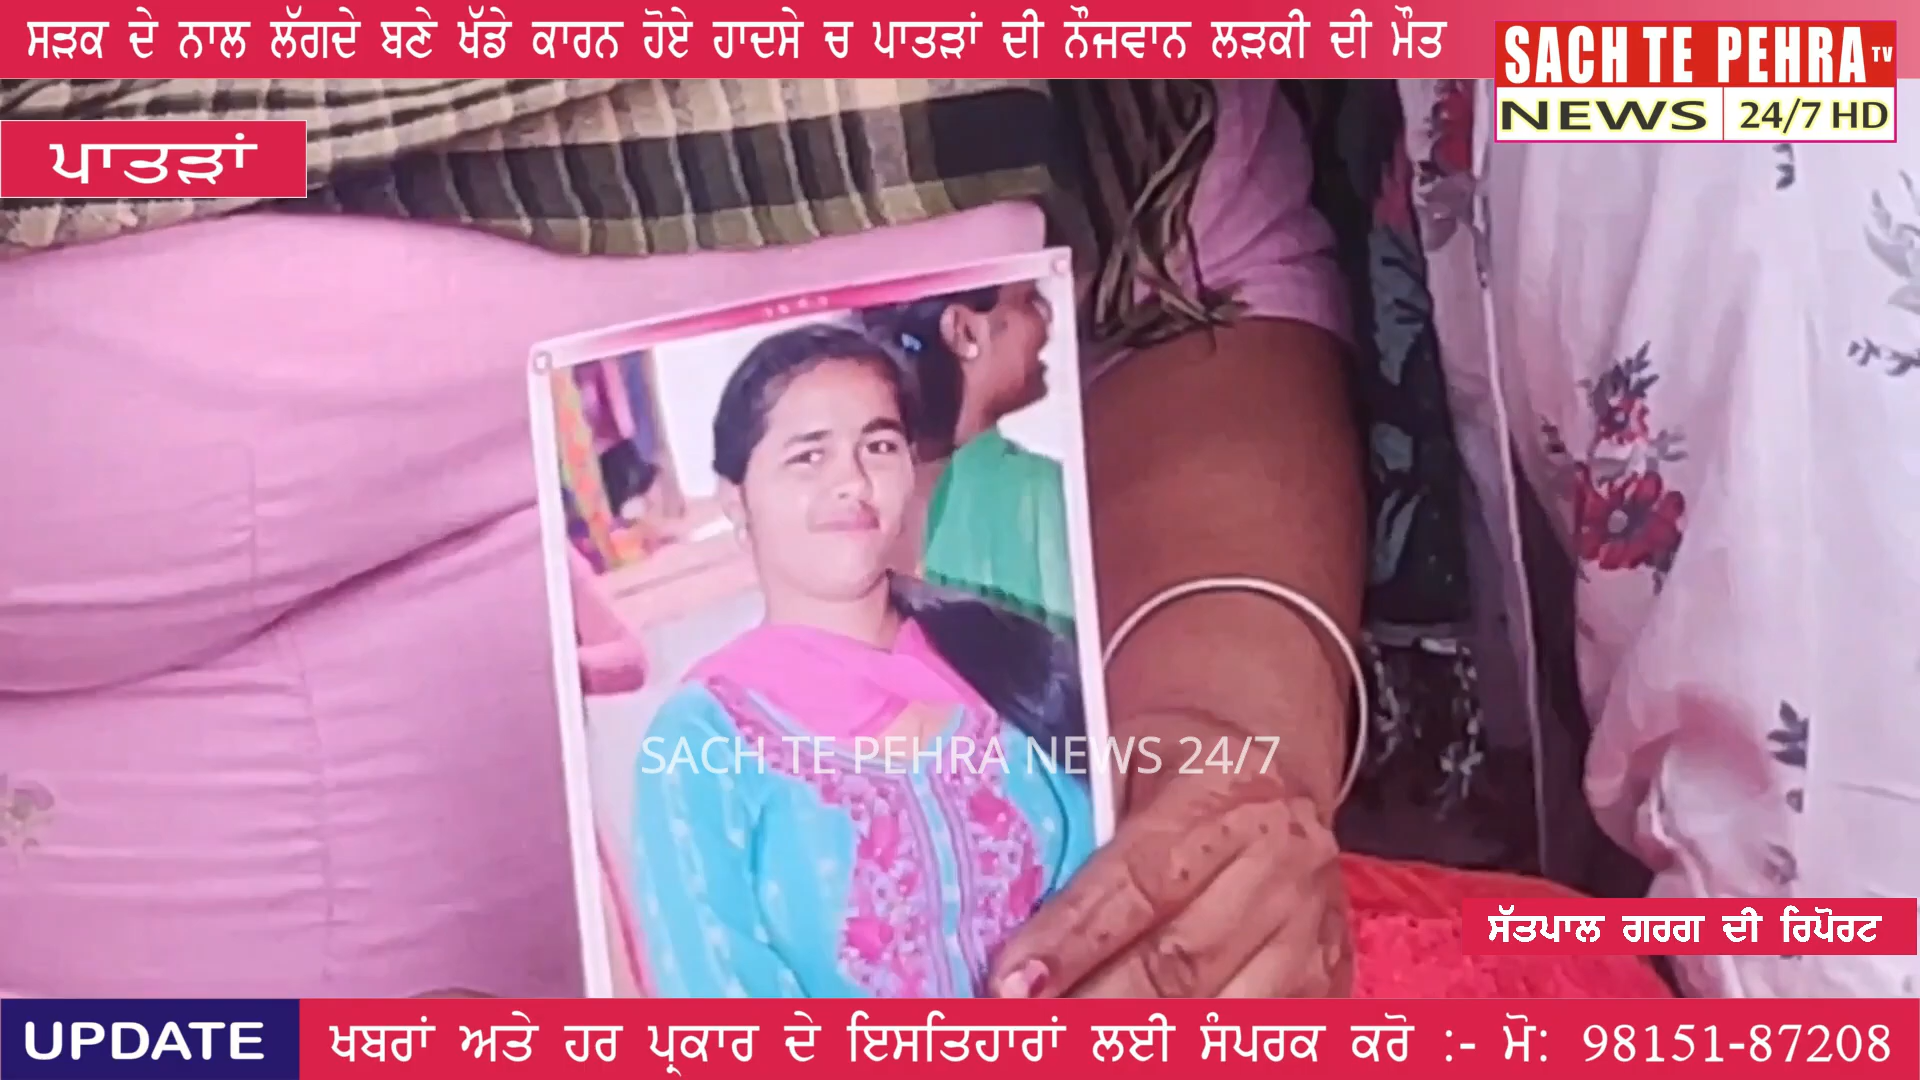 ਸੜਕ ਦੇ ਨਾਲ ਲੱਗਦੇ ਬਣੇ ਖੱਡੇ ਕਾਰਨ ਹੋਏ ਹਾਦਸੇ ਚ ਪਾਤੜਾਂ ਦੀ ਨੌਜਵਾਨ ਲੜਕੀ ਦੀ ਮੌਤ
SACH TE PEHRA TV
NEWS 24/7 HD
ਪਾਤੜਾਂ
SACH TE PEHRA NEWS 24/7
ਸੱਤਪਾਲ ਗਰਗ ਦੀ ਰਿਪੋਰਟ
UPDATE ਖਬਰਾਂ ਅਤੇ ਹਰ ਪ੍ਰਕਾਰ ਦੇ ਇਸਤਿਹਾਰਾਂ ਲਈ ਸੰਪਰਕ ਕਰੋ :- ਮੋ: 98151-87208